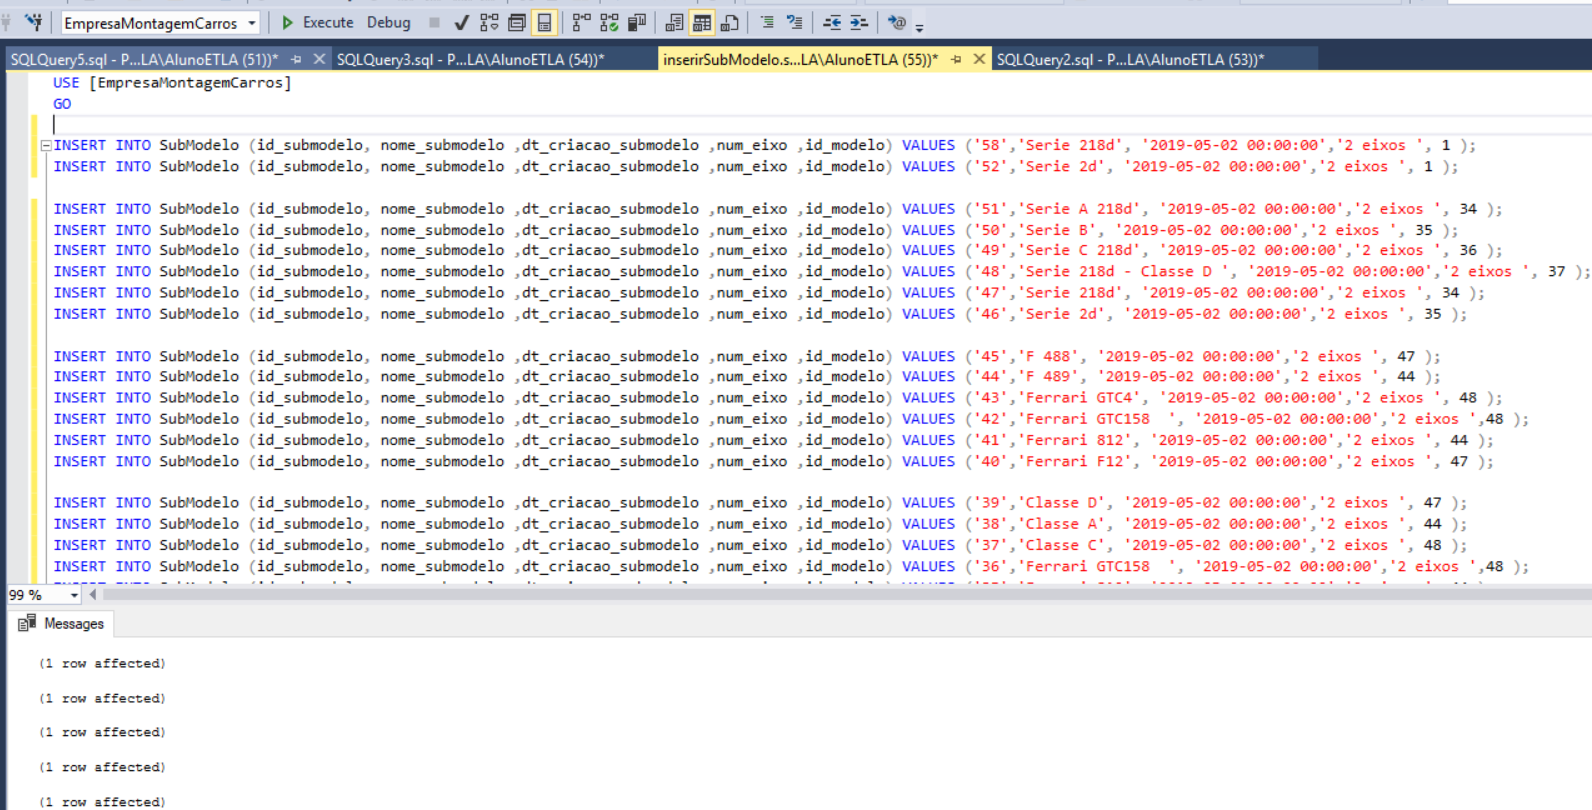 EmpresaMontagemCarros Execute Debug
SQLQuery5.sql - P...LA\AlunoETLA (51))* SQLQuery3.sql - P...LA\AlunoETLA (54))* inserirSubModelo.s...LA\AlunoETLA (55))* SQLQuery2.sql - P...LA\AlunoETLA (53))*
USE [EmpresaMontagemCarros]
GO
INSERT INTO SubModelo (id_submodelo, nome_submodelo ,dt_criacao_submodelo ,num_eixo ,id_modelo) VALUES ('58','Serie 218d', '2019-05-02 00:00:00','2 eixos ', 1 );
INSERT INTO SubModelo (id_submodelo, nome_submodelo ,dt_criacao_submodelo ,num_eixo ,id_modelo) VALUES ('52','Serie 2d', '2019-05-02 00:00:00','2 eixos ', 1 );
INSERT INTO SubModelo (id_submodelo, nome_submodelo ,dt_criacao_submodelo ,num_eixo ,id_modelo) VALUES ('51','Serie A 218d', '2019-05-02 00:00:00','2 eixos ', 34 );
INSERT INTO SubModelo (id_submodelo, nome_submodelo ,dt_criacao_submodelo ,num_eixo ,id_modelo) VALUES ('50','Serie B', '2019-05-02 00:00:00','2 eixos ', 35 );
INSERT INTO SubModelo (id_submodelo, nome_submodelo ,dt_criacao_submodelo ,num_eixo ,id_modelo) VALUES ('49','Serie C 218d', '2019-05-02 00:00:00','2 eixos ', 36 );
INSERT INTO SubModelo (id_submodelo, nome_submodelo ,dt_criacao_submodelo ,num_eixo ,id_modelo) VALUES ('48','Serie 218d - Classe D ', '2019-05-02 00:00:00','2 eixos ', 37 );
INSERT INTO SubModelo (id_submodelo, nome_submodelo ,dt_criacao_submodelo ,num_eixo ,id_modelo) VALUES ('47','Serie 218d', '2019-05-02 00:00:00','2 eixos ', 34 );
INSERT INTO SubModelo (id_submodelo, nome_submodelo ,dt_criacao_submodelo ,num_eixo ,id_modelo) VALUES ('46','Serie 2d', '2019-05-02 00:00:00','2 eixos ', 35 );
INSERT INTO SubModelo (id_submodelo, nome_submodelo ,dt_criacao_submodelo ,num_eixo ,id_modelo) VALUES ('45','F 488', '2019-05-02 00:00:00','2 eixos ', 47 );
INSERT INTO SubModelo (id_submodelo, nome_submodelo ,dt_criacao_submodelo ,num_eixo ,id_modelo) VALUES ('44','F 489', '2019-05-02 00:00:00','2 eixos ', 44 );
INSERT INTO SubModelo (id_submodelo, nome_submodelo ,dt_criacao_submodelo ,num_eixo ,id_modelo) VALUES ('43','Ferrari GTC4', '2019-05-02 00:00:00','2 eixos ', 48 );
INSERT INTO SubModelo (id_submodelo, nome_submodelo ,dt_criacao_submodelo ,num_eixo ,id_modelo) VALUES ('42','Ferrari GTC158  ', '2019-05-02 00:00:00','2 eixos ',48 );
INSERT INTO SubModelo (id_submodelo, nome_submodelo ,dt_criacao_submodelo ,num_eixo ,id_modelo) VALUES ('41','Ferrari 812', '2019-05-02 00:00:00','2 eixos ', 44 );
INSERT INTO SubModelo (id_submodelo, nome_submodelo ,dt_criacao_submodelo ,num_eixo ,id_modelo) VALUES ('40','Ferrari F12', '2019-05-02 00:00:00','2 eixos ', 47 );
INSERT INTO SubModelo (id_submodelo, nome_submodelo ,dt_criacao_submodelo ,num_eixo ,id_modelo) VALUES ('39','Classe D', '2019-05-02 00:00:00','2 eixos ', 47 );
INSERT INTO SubModelo (id_submodelo, nome_submodelo ,dt_criacao_submodelo ,num_eixo ,id_modelo) VALUES ('38','Classe A', '2019-05-02 00:00:00','2 eixos ', 44 );
INSERT INTO SubModelo (id_submodelo, nome_submodelo ,dt_criacao_submodelo ,num_eixo ,id_modelo) VALUES ('37','Classe C', '2019-05-02 00:00:00','2 eixos ', 48 );
INSERT INTO SubModelo (id_submodelo, nome_submodelo ,dt_criacao_submodelo ,num_eixo ,id_modelo) VALUES ('36','Ferrari GTC158  ', '2019-05-02 00:00:00','2 eixos ',48 );
99 %
Messages
(1 row affected)
(1 row affected)
(1 row affected)
(1 row affected)
(1 row affected)